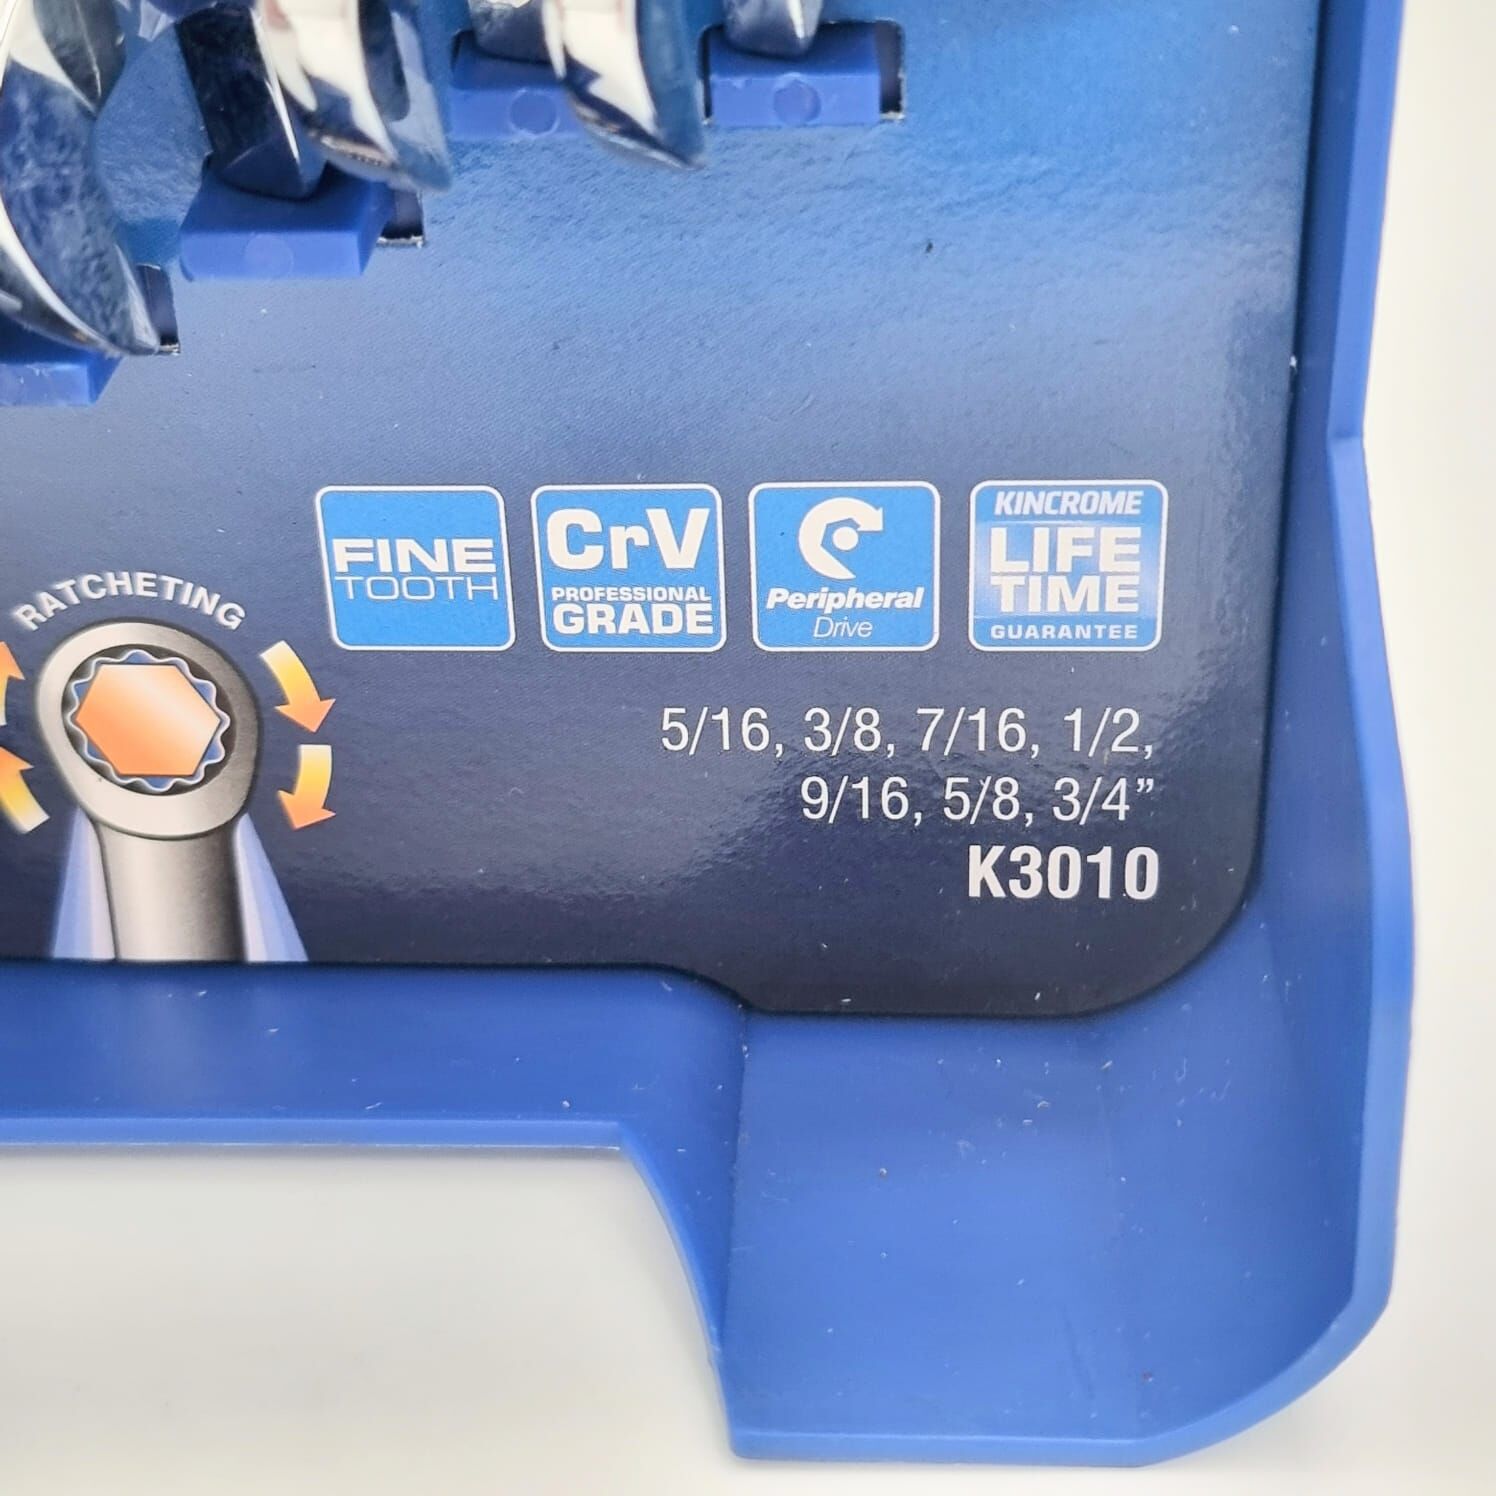 RATCHETING
FINE
TOOTH
CrV
PROFESSIONAL
GRADE
Peripheral
Drive
KINCROME
LIFE
TIME
GUARANTEE
5/16, 3/8, 7/16, 1/2,
9/16, 5/8, 3/4”
K3010